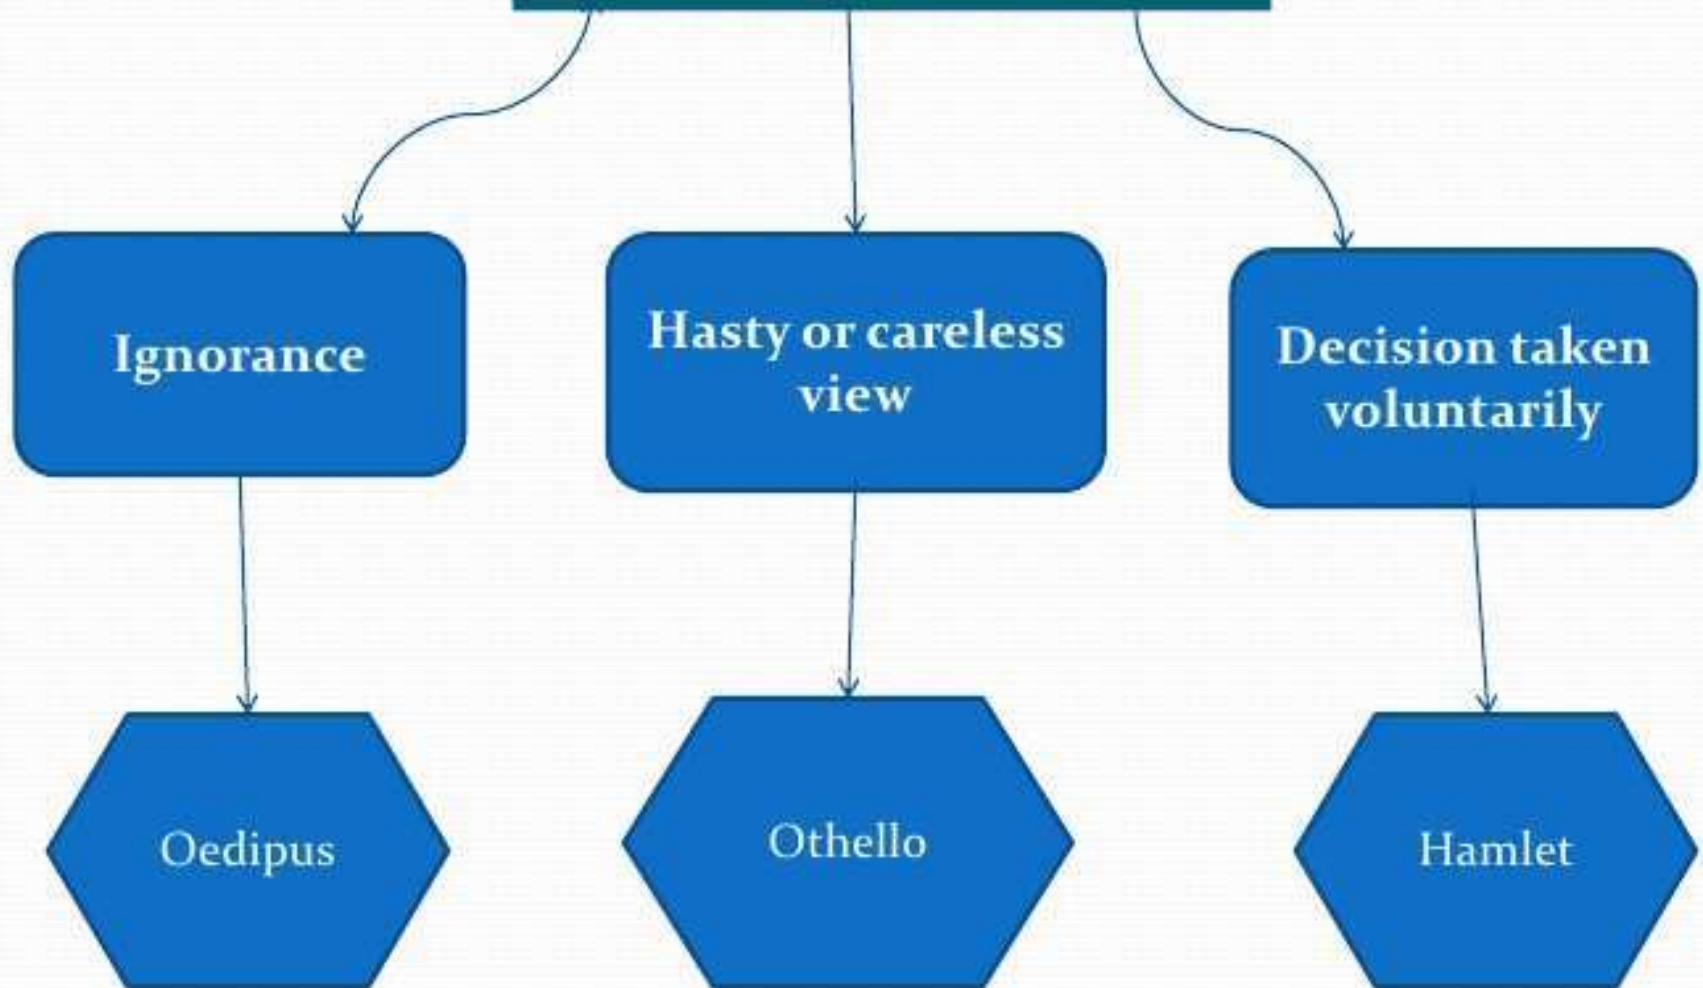 Ignorance
Hasty or careless
view
Decision taken
voluntarily
Oedipus
Othello
Hamlet